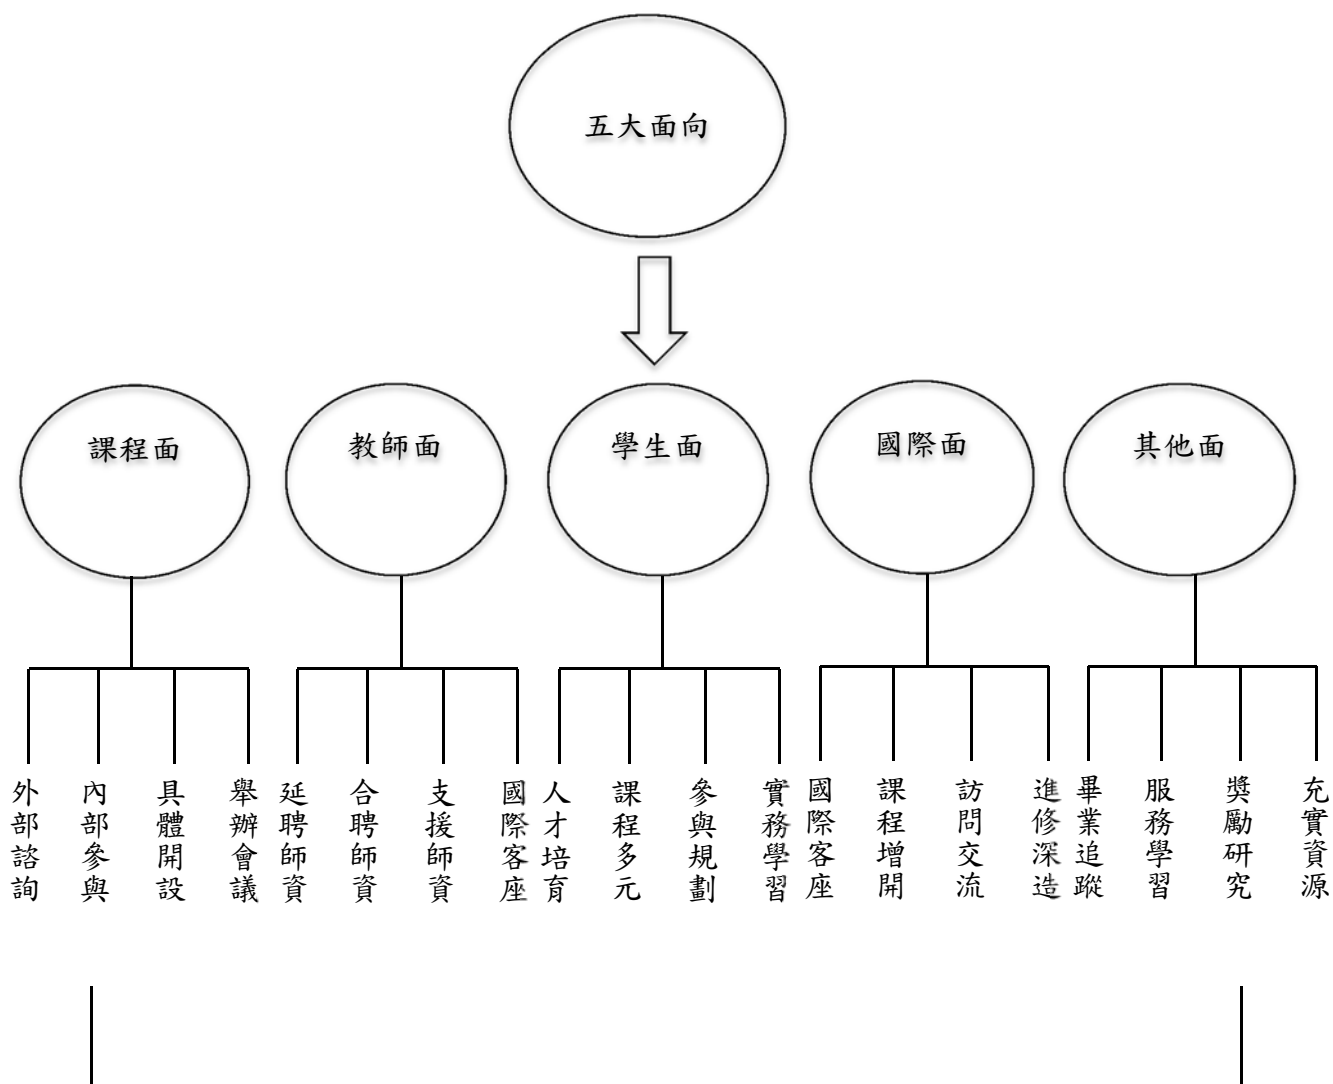 五大面向
課程面
教師面
學生面
國際面
其他面
外部諮詢
內部參與
具體開設
舉辦會議
延聘師資
合聘師資
支援師資
國際客座
人才培育
課程多元
參與規劃
實務學習
國際客座
課程增開
訪問交流
進修深造
畢業追蹤
服務學習
獎勵研究
充實資源